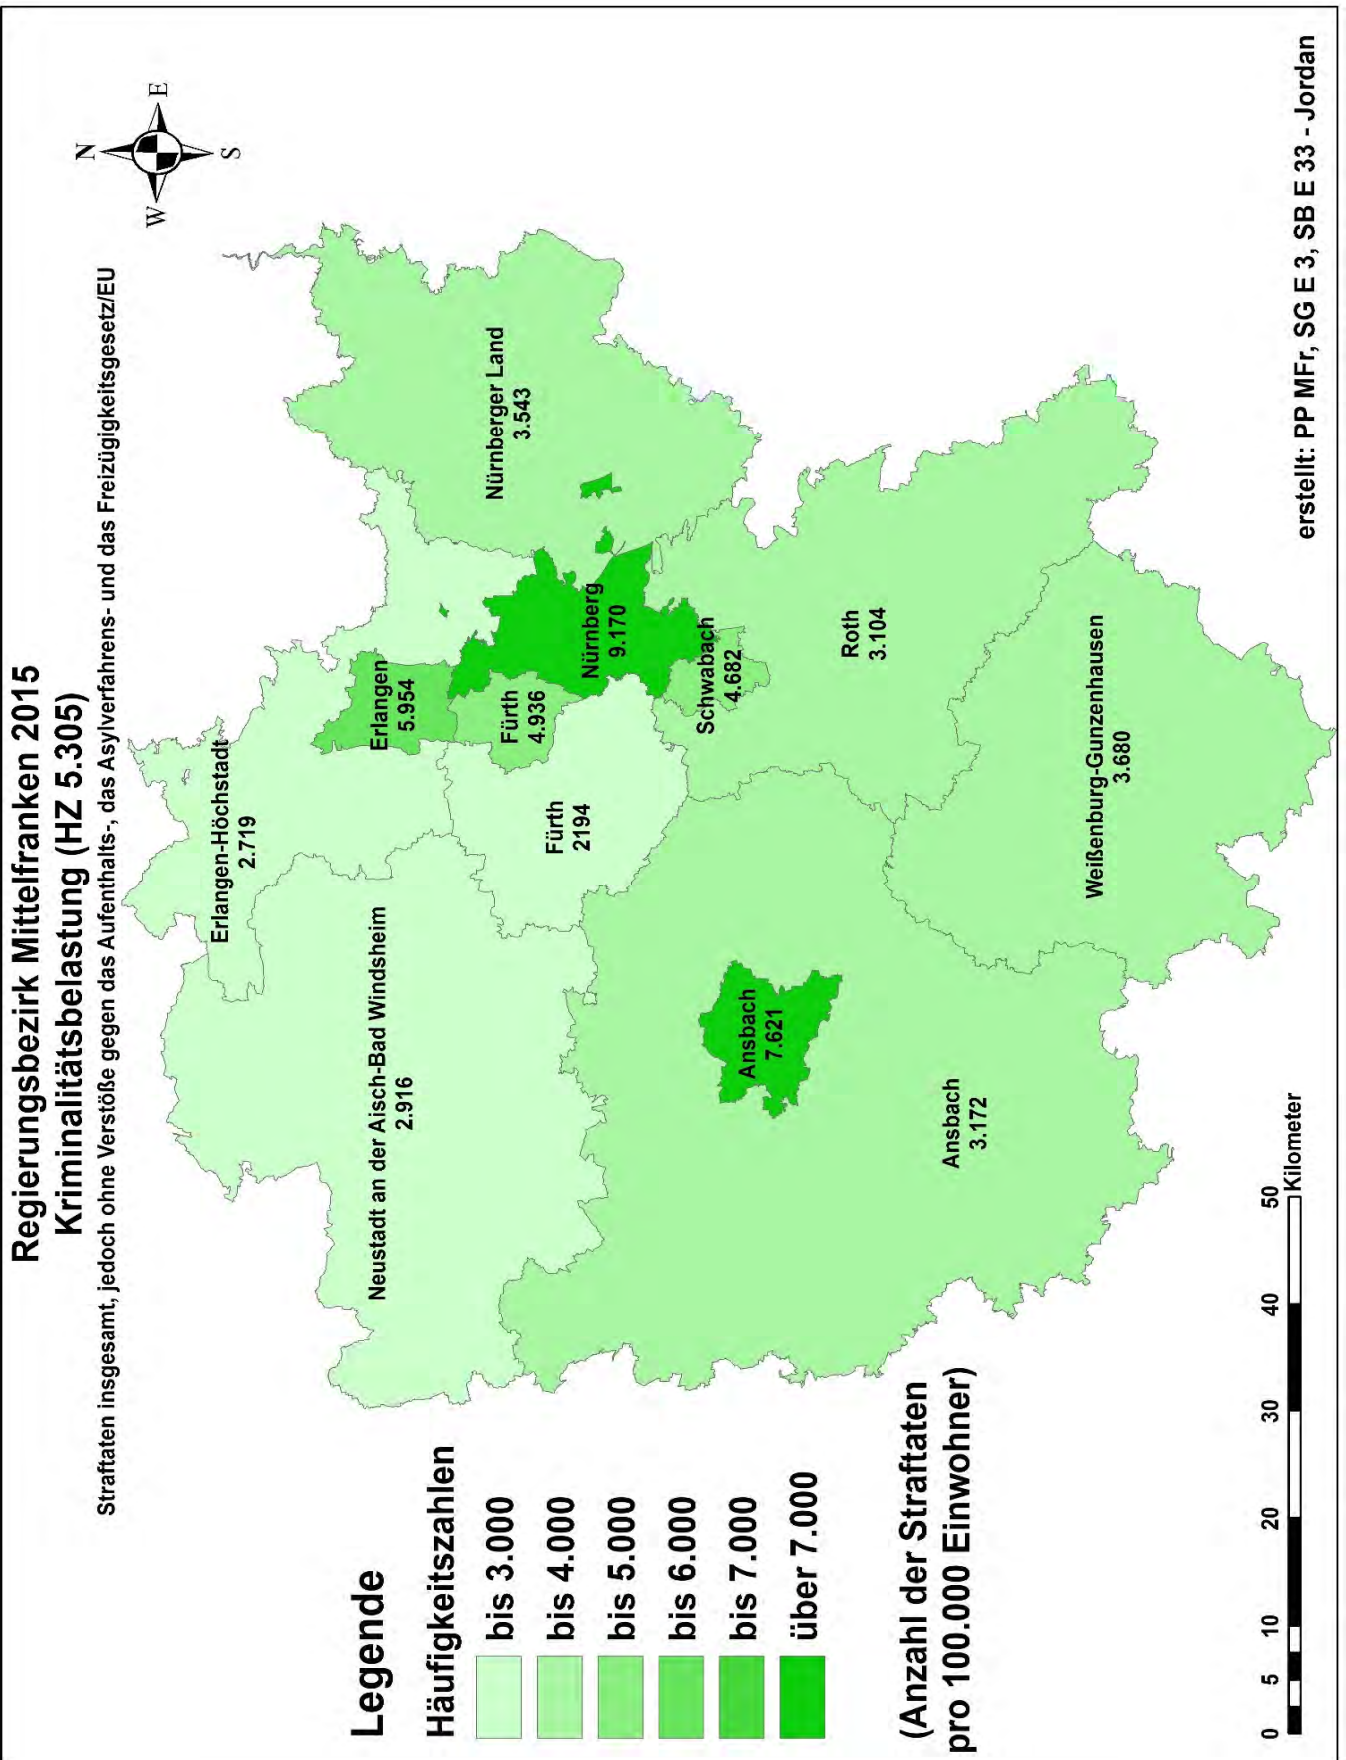 Regierungsbezirk Mittelfranken 2015
Kriminalitätsbelastung (HZ 5.305)
Straftaten insgesamt, jedoch ohne Verstöße gegen das Aufenthalts-, das Asylverfahrens- und das Freizügigkeitsgesetz/EU
N
W
E
S
Erlangen-Höchstadt
2.719
Neustadt an der Aisch-Bad Windsheim
2.916
Erlangen
5.954
Nürnberger Land
3.543
Fürth
4.936
Fürth
2194
Nürnberg
9.170
Schwabach
4.682
Ansbach
7.621
Roth
3.104
Ansbach
3.172
Weißenburg-Gunzenhausen
3.680
Legende
Häufigkeitszahlen
bis 3.000
bis 4.000
bis 5.000
bis 6.000
bis 7.000
über 7.000
(Anzahl der Straftaten
pro 100.000 Einwohner)
0 5 10 20 30 40 50
Kilometer
erstellt: PP MFr, SG E 3, SB E 33 - Jordan